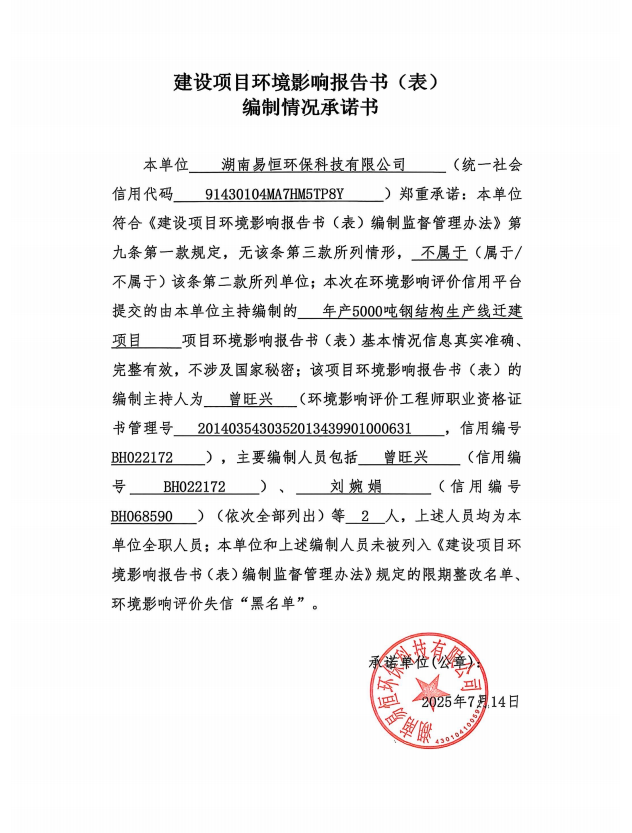 建设项目环境影响报告书（表）
编制情况承诺书
本单位 湖南易恒环保科技有限公司 （统一社会
信用代码 91430104MA7HM5TP8Y ）郑重承诺：本单位
符合《建设项目环境影响报告书（表）编制监督管理办法》第
九条第一款规定，无该条第三款所列情形， 不属于（属于/
不属于）该条第二款所列单位；本次在环境影响评价信用平台
提交的由本单位主持编制的 年产5000吨钢结构生产线迁建
项目 项目环境影响报告书（表）基本情况信息真实准确、
完整有效，不涉及国家秘密；该项目环境影响报告书（表）的
编制主持人为 曾旺兴 （环境影响评价工程师职业资格证
书管理号 2014035430352013439901000631 ，信用编号
BH022172 ），主要编制人员包括 曾旺兴 （信用编
号 BH022172 ）、 刘婉娟 （信用编号
BH068590 ）（依次全部列出）等 2 人，上述人员均为本
单位全职人员；本单位和上述编制人员未被列入《建设项目环
境影响报告书（表）编制监督管理办法》规定的限期整改名单、
环境影响评价失信“黑名单”。
承诺单位(公章)：
2025年7月14日
湖南易恒环保科技有限公司